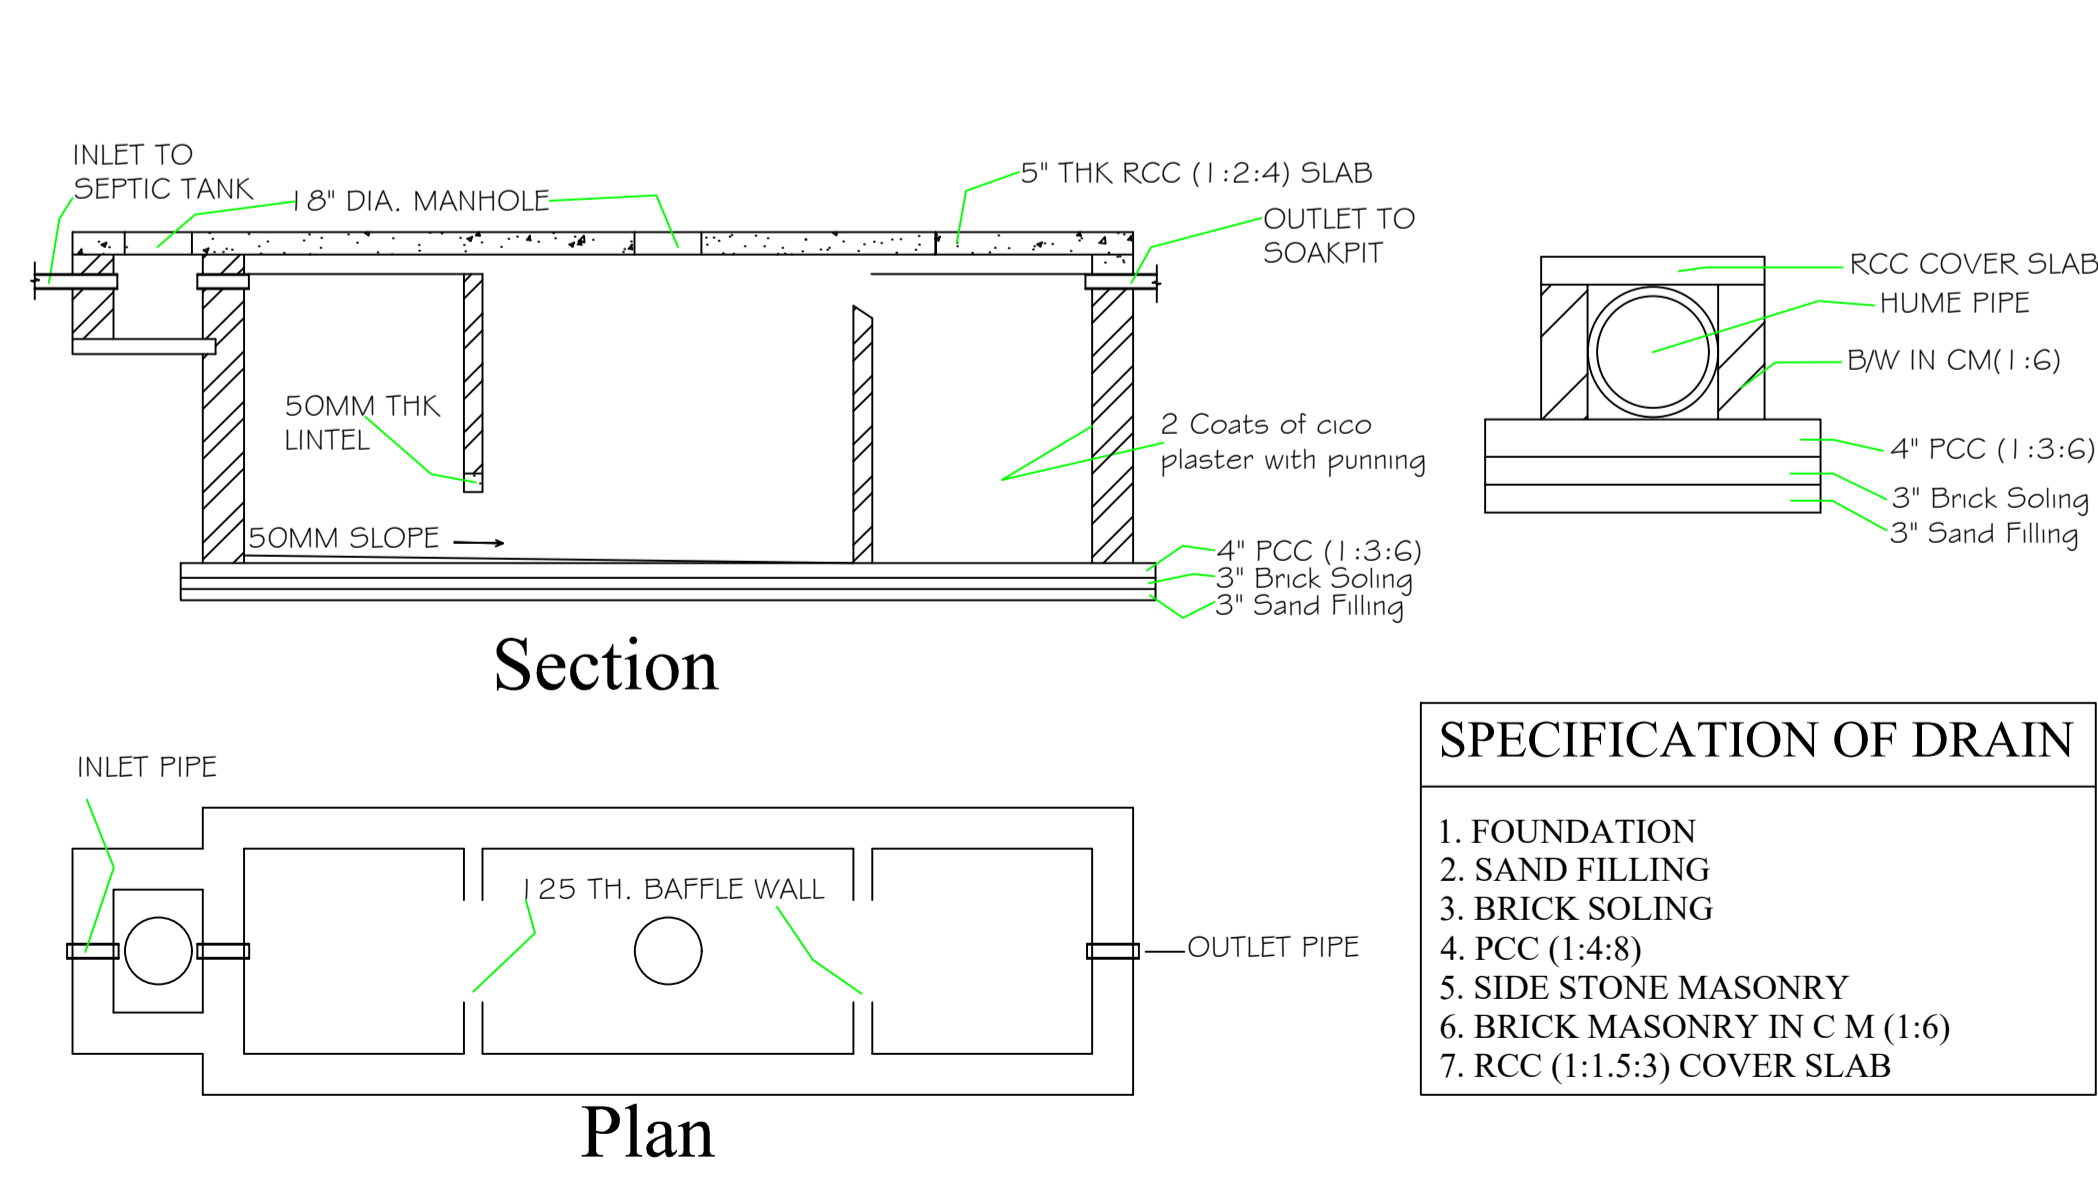 INLET TO
SEPTIC TANK
18" DIA. MANHOLE
5" THK RCC (1:2:4) SLAB
OUTLET TO
SOAKPIT
50MM THK
LINTEL
2 Coats of cico
plaster with punning
50MM SLOPE
4" PCC (1:3:6)
3" Brick Soling
3" Sand Filling
Section
RCC COVER SLAB
HUME PIPE
B/W IN CM(1:6)
4" PCC (1:3:6)
3" Brick Soling
3" Sand Filling
INLET PIPE
125 TH. BAFFLE WALL
OUTLET PIPE
Plan
SPECIFICATION OF DRAIN
1. FOUNDATION
2. SAND FILLING
3. BRICK SOLING
4. PCC (1:4:8)
5. SIDE STONE MASONRY
6. BRICK MASONRY IN C M (1:6)
7. RCC (1:1.5:3) COVER SLAB